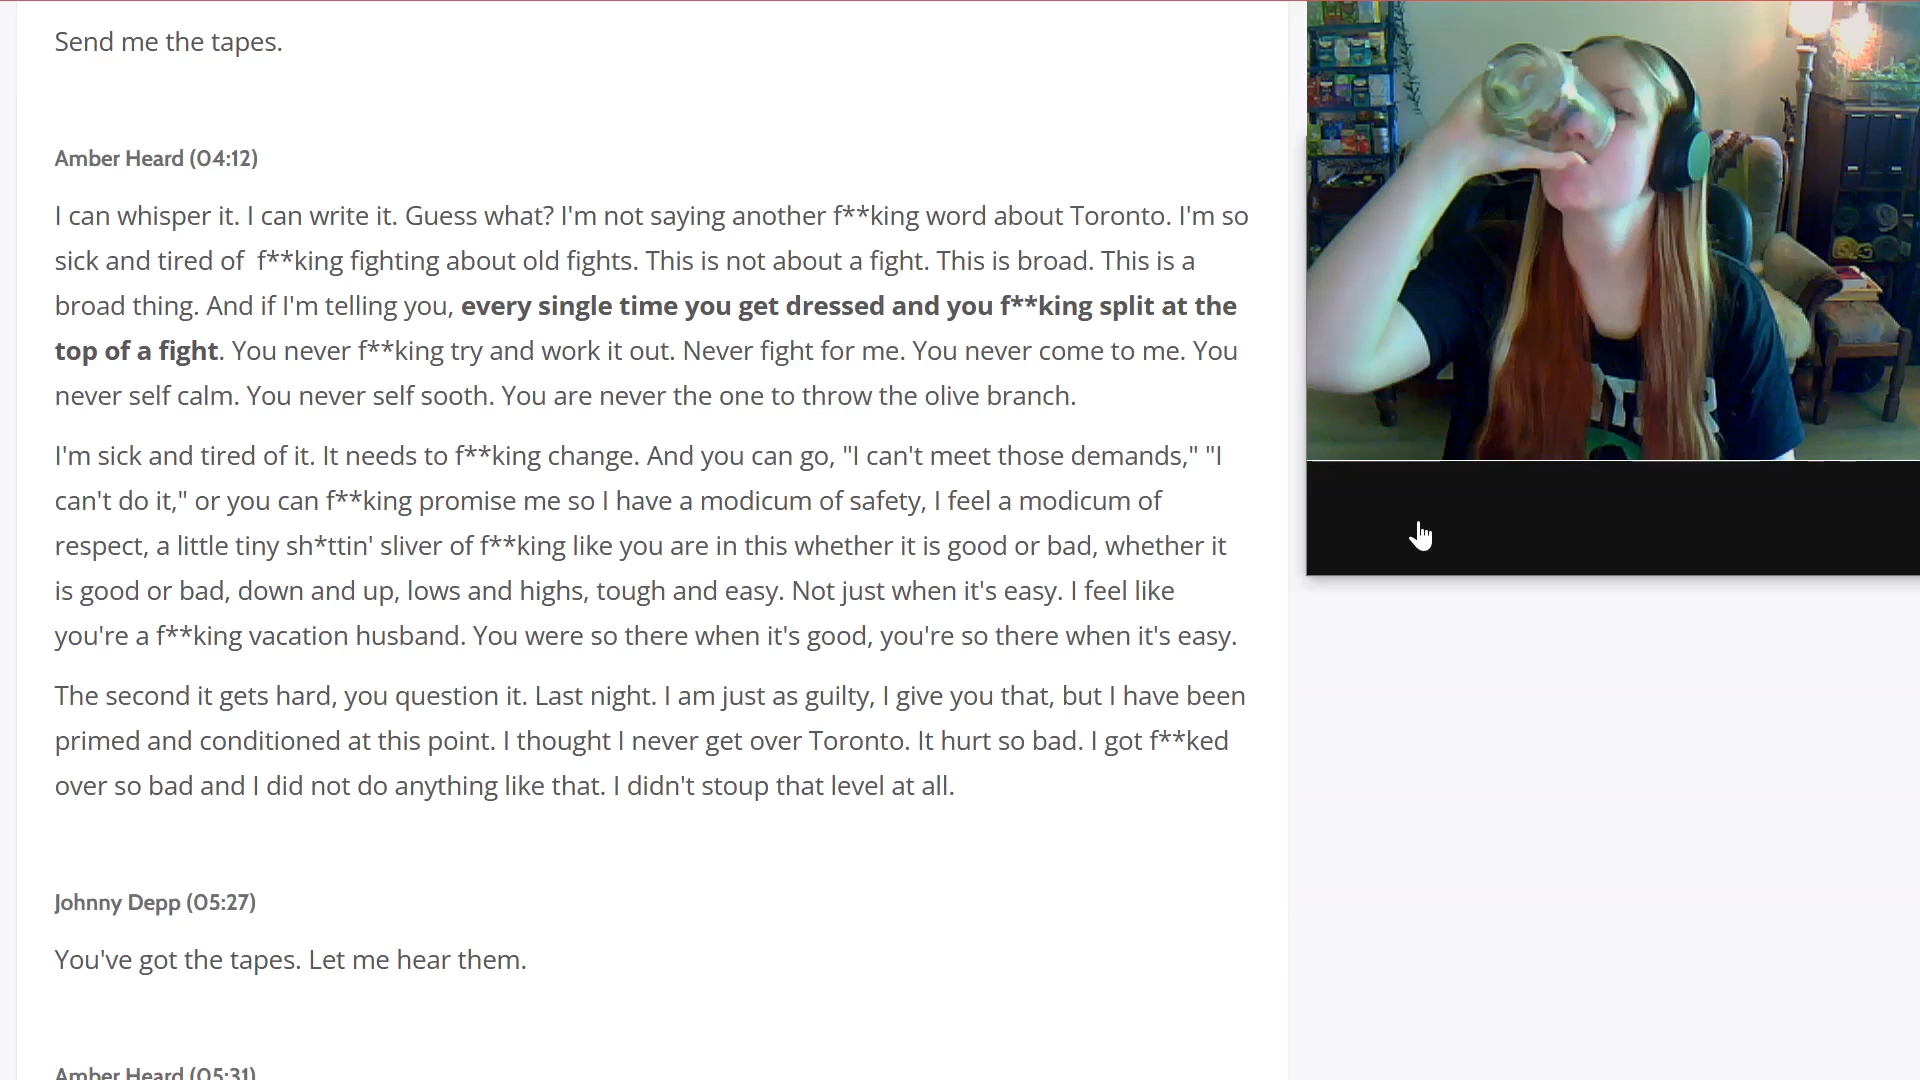 Send me the tapes.
Amber Heard (04:12)
I can whisper it. I can write it. Guess what? I'm not saying another f**king word about Toronto. I'm so
sick and tired of  f**king fighting about old fights. This is not about a fight. This is broad. This is a
broad thing. And if I'm telling you, every single time you get dressed and you f**king split at the
top of a fight. You never f**king try and work it out. Never fight for me. You never come to me. You
never self calm. You never self sooth. You are never the one to throw the olive branch.
I'm sick and tired of it. It needs to f**king change. And you can go, "I can't meet those demands," "I
can't do it," or you can f**king promise me so I have a modicum of safety, I feel a modicum of
respect, a little tiny sh*ttin' sliver of f**king like you are in this whether it is good or bad, whether it
is good or bad, down and up, lows and highs, tough and easy. Not just when it's easy. I feel like
you're a f**king vacation husband. You were so there when it's good, you're so there when it's easy.
The second it gets hard, you question it. Last night. I am just as guilty, I give you that, but I have been
primed and conditioned at this point. I thought I never get over Toronto. It hurt so bad. I got f**ked
over so bad and I did not do anything like that. I didn't stoup that level at all.
Johnny Depp (05:27)
You've got the tapes. Let me hear them.
Amber Heard (05:31)